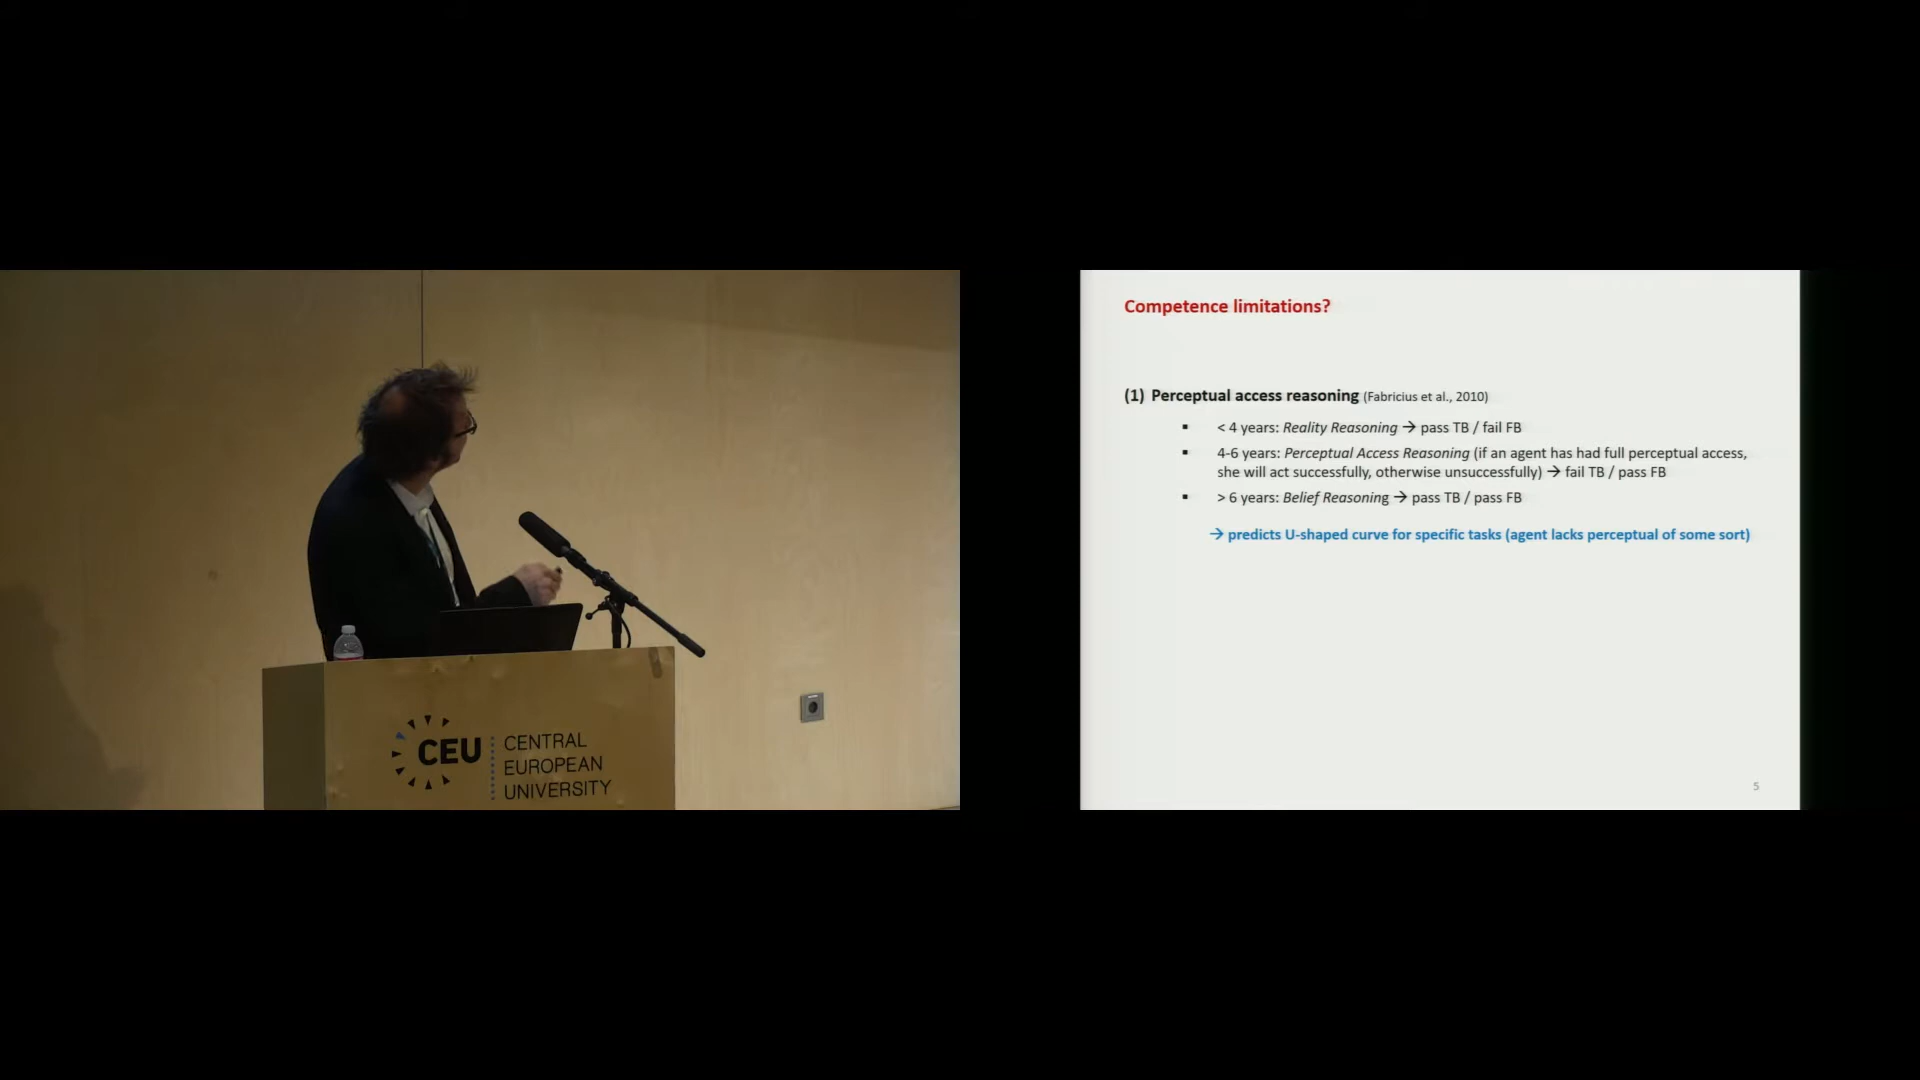 CEU
CENTRAL
EUROPEAN
UNIVERSITY
Competence limitations?
(1) Perceptual access reasoning (Fabricius et al., 2010)
▪ < 4 years: Reality Reasoning → pass TB / fail FB
▪ 4-6 years: Perceptual Access Reasoning (if an agent has had full perceptual access,
she will act successfully, otherwise unsuccessfully) → fail TB / pass FB
▪ > 6 years: Belief Reasoning → pass TB / pass FB
→ predicts U-shaped curve for specific tasks (agent lacks perceptual of some sort)
5